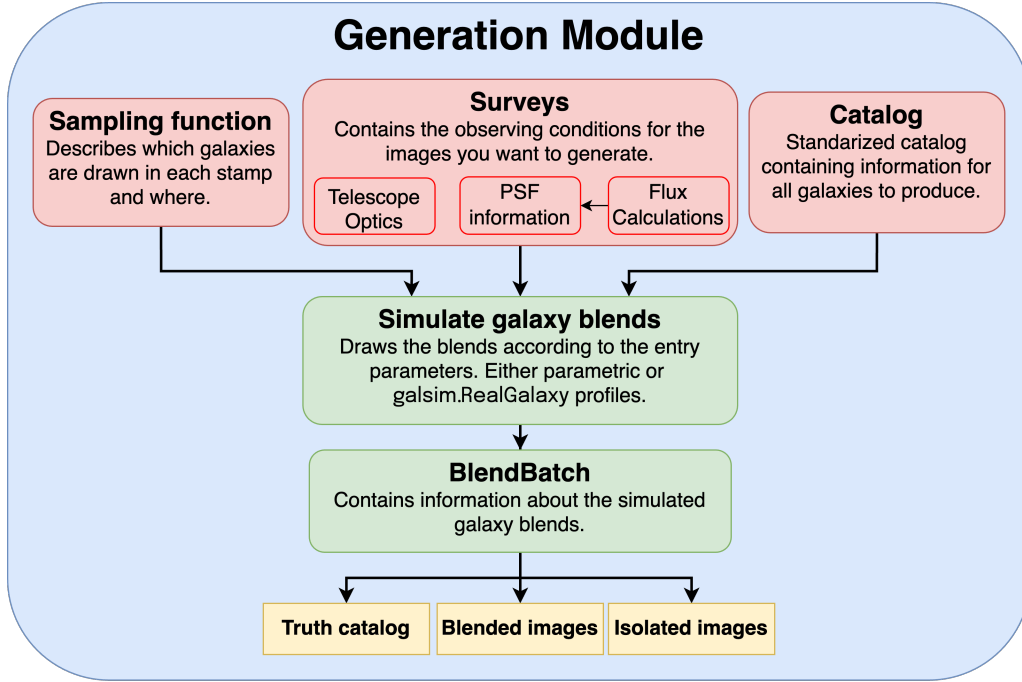 Generation Module
Sampling function
Describes which galaxies
are drawn in each stamp
and where.
Surveys
Contains the observing conditions for the
images you want to generate.
Telescope
Optics
PSF
information
Flux
Calculations
Catalog
Standarized catalog
containing information for
all galaxies to produce.
Simulate galaxy blends
Draws the blends according to the entry
parameters. Either parametric or
galsim.RealGalaxy profiles.
BlendBatch
Contains information about the simulated
galaxy blends.
Truth catalog
Blended images
Isolated images